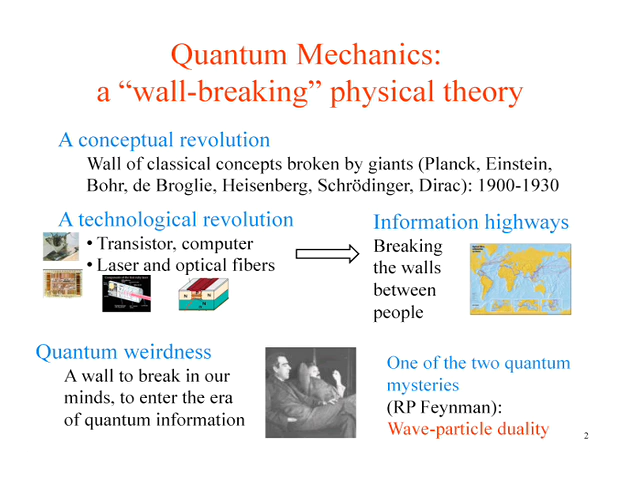 Quantum Mechanics:
a “wall-breaking” physical theory
A conceptual revolution
Wall of classical concepts broken by giants (Planck, Einstein,
Bohr, de Broglie, Heisenberg, Schrödinger, Dirac): 1900-1930
A technological revolution
• Transistor, computer
• Laser and optical fibers
Information highways
Breaking
the walls
between
people
N
N
Quantum weirdness
A wall to break in our
minds, to enter the era
of quantum information
One of the two quantum
mysteries
(RP Feynman):
Wave-particle duality
2